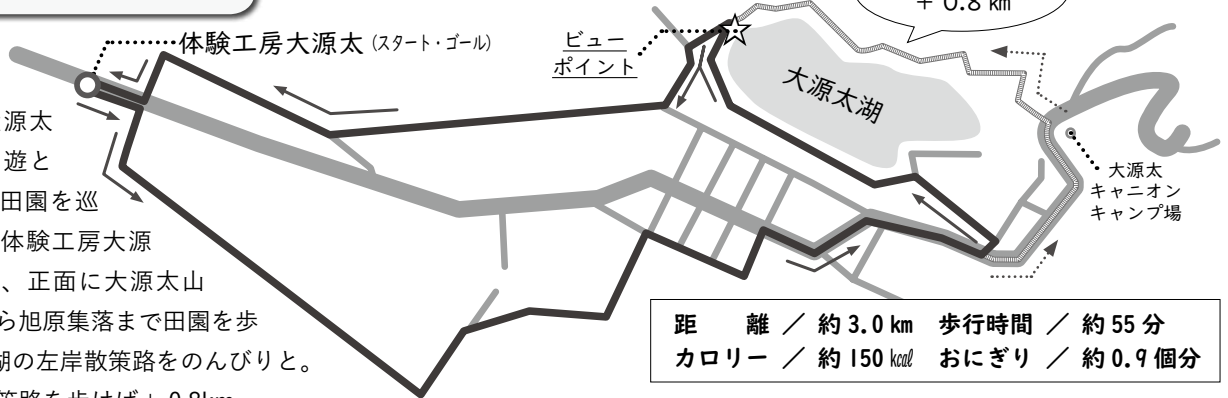 + 0.8 km
体験工房大源太 (スタート・ゴール)
ビュー
ポイント
大源太湖
大源太
キャニオン
キャンプ場
源太
遊と
田園を巡
体験工房大源
、正面に大源太山
ら旭原集落まで田園を歩
湖の左岸散策路をのんびりと。
距　離 ／ 約 3.0 km　歩行時間 ／ 約 55 分
カロリー ／ 約 150 ㎉　おにぎり ／ 約 0.9 個分